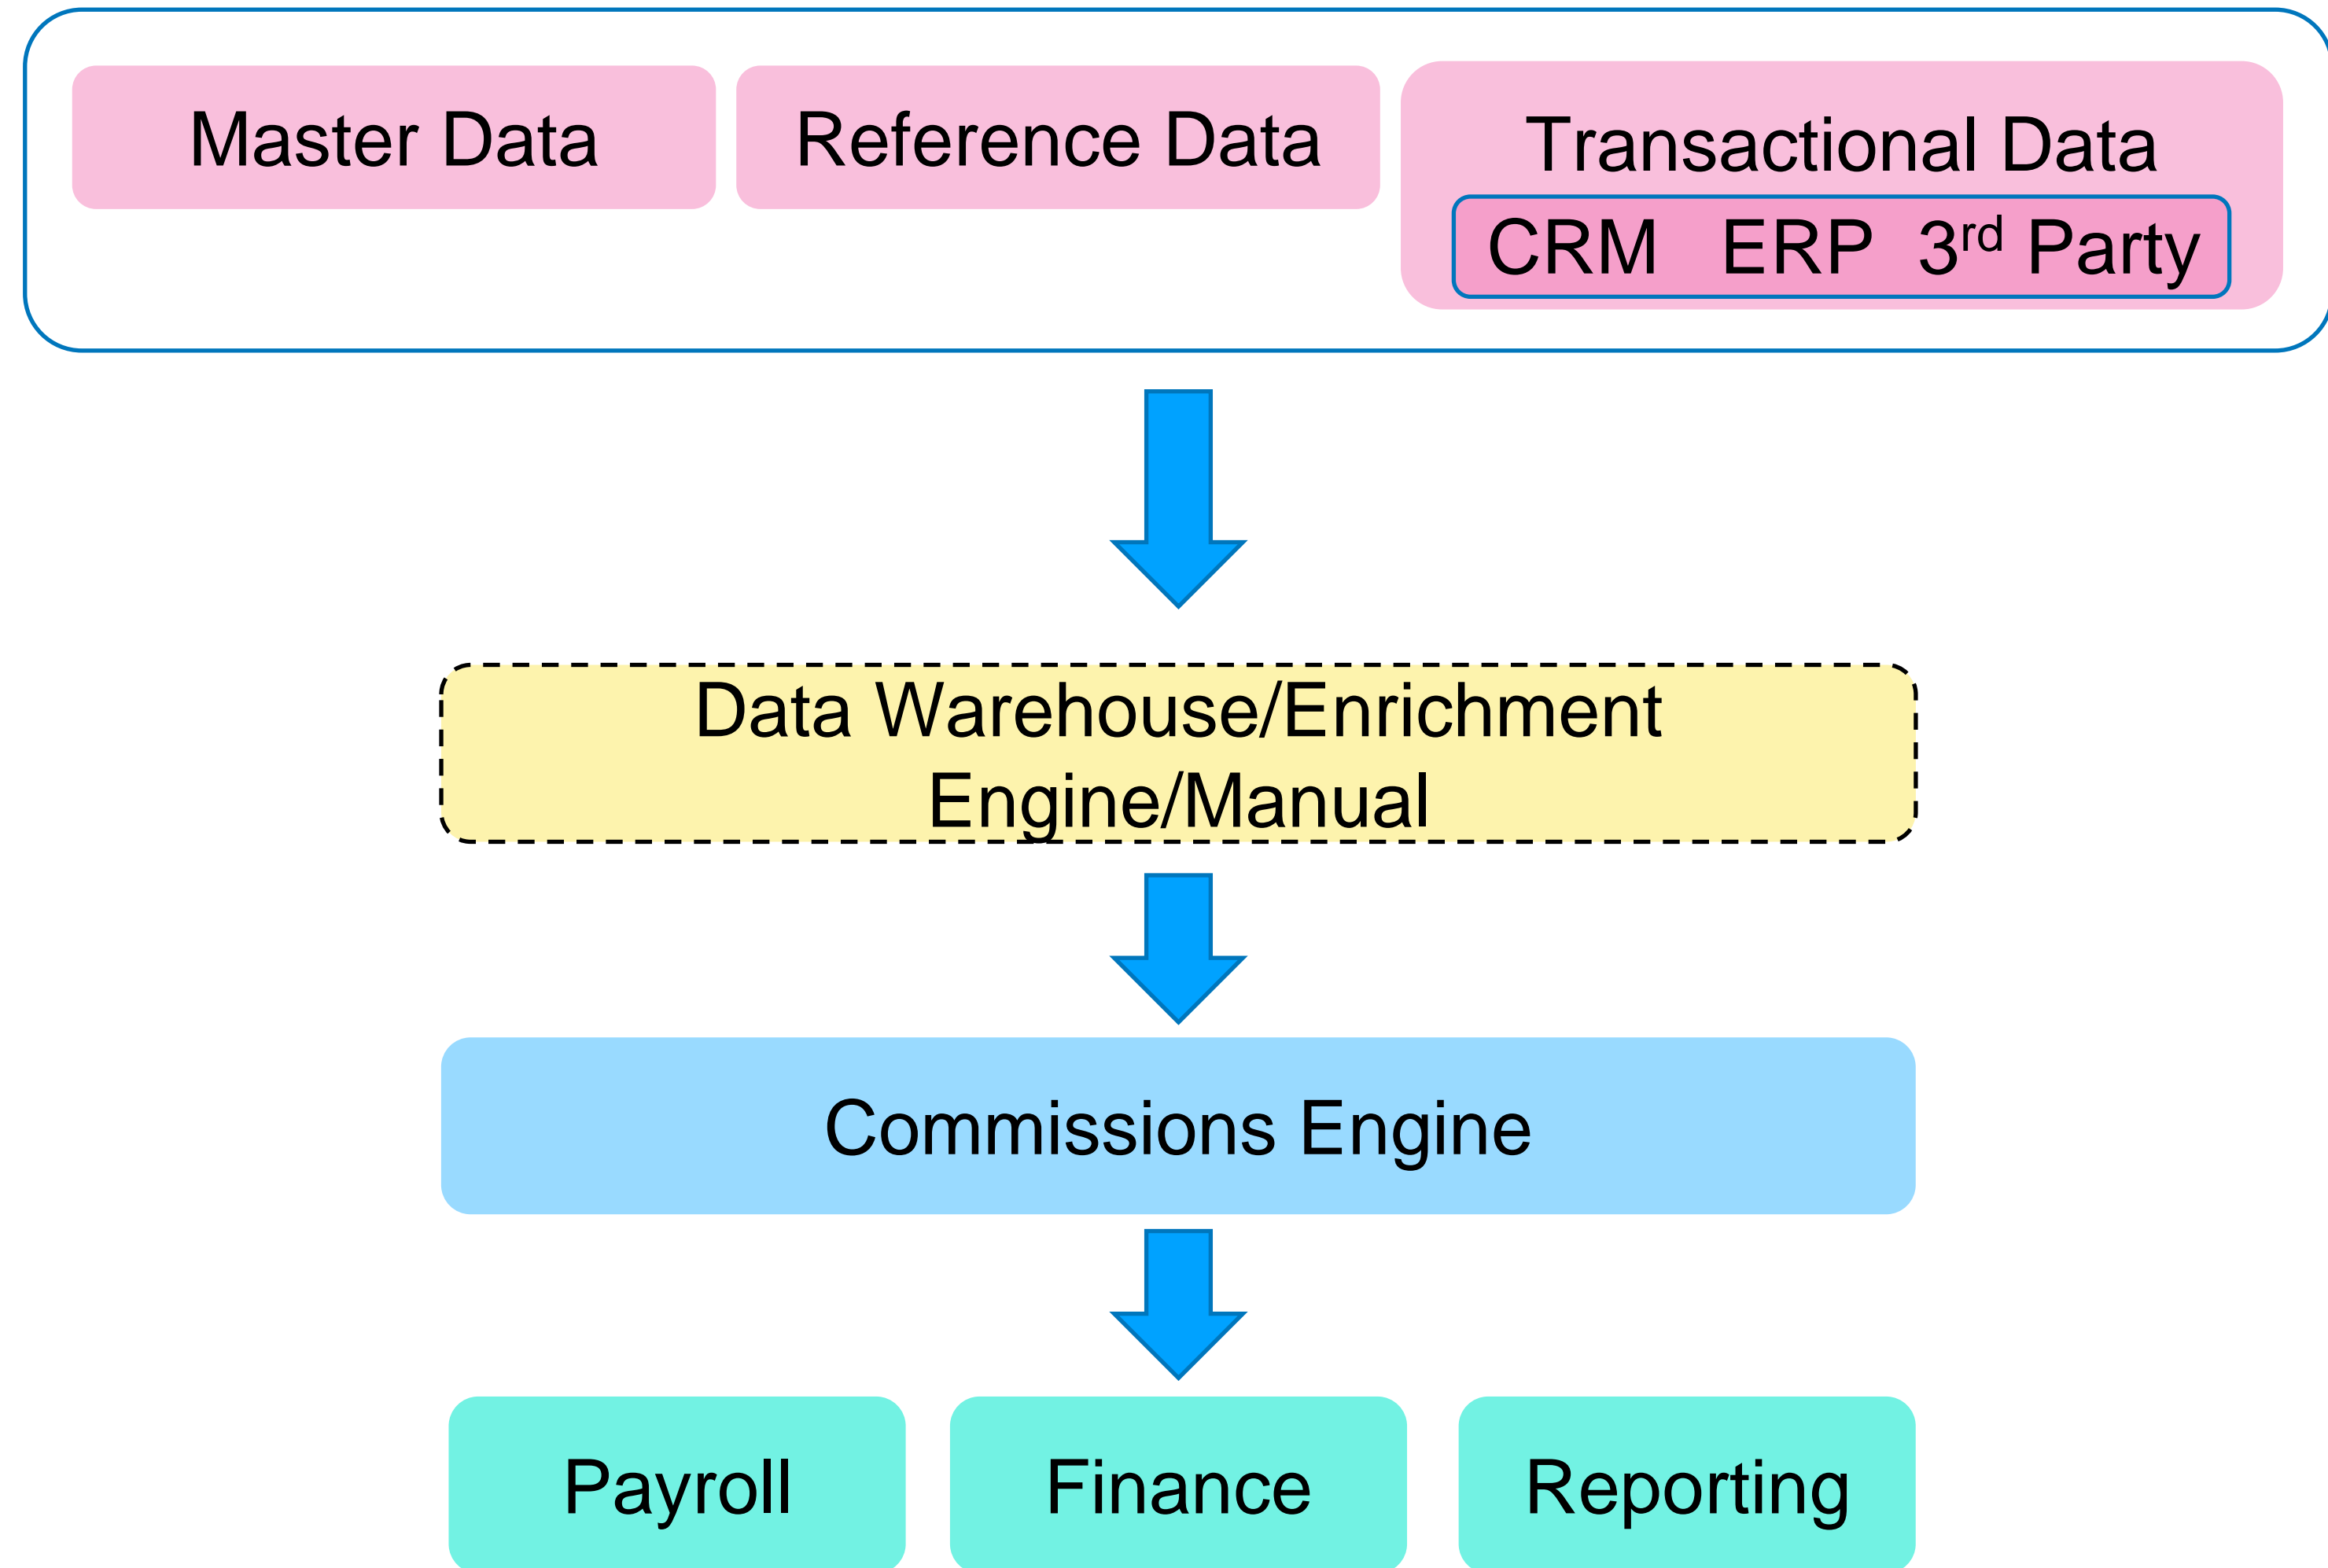 Master Data
Reference Data
Transactional Data
CRM ERP 3rd Party
Data Warehouse/Enrichment
Engine/Manual
Commissions Engine
Payroll
Finance
Reporting